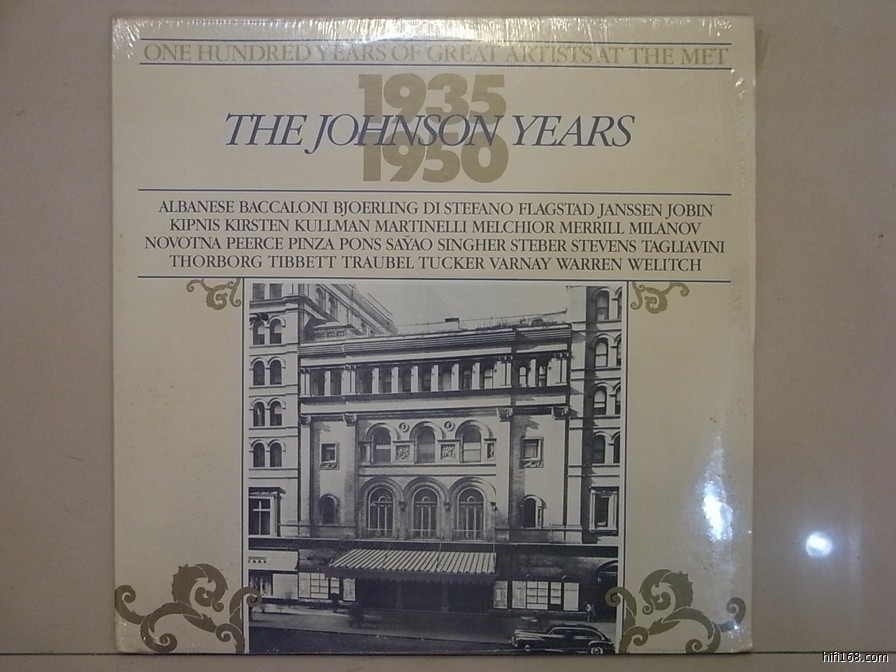 ONE HUNDRED YEARS OF GREAT ARTISTS AT THE MET
1935
THE JOHNSON YEARS
1950
ALBANESE BACCALONI BJOERLING DI STEFANO FLAGSTAD JANSSEN JOBIN
KIPNIS KIRSTEN KULLMAN MARTINELLI MELCHIOR MERRILL MILANOV
NOVOTNA PEERCE PINZA PONS SAŸAO SINGHER STEBER STEVENS TAGLIAVINI
THORBORG TIBBETT TRAUBEL TUCKER VARNAY WARREN WELITCH
hifi168.com